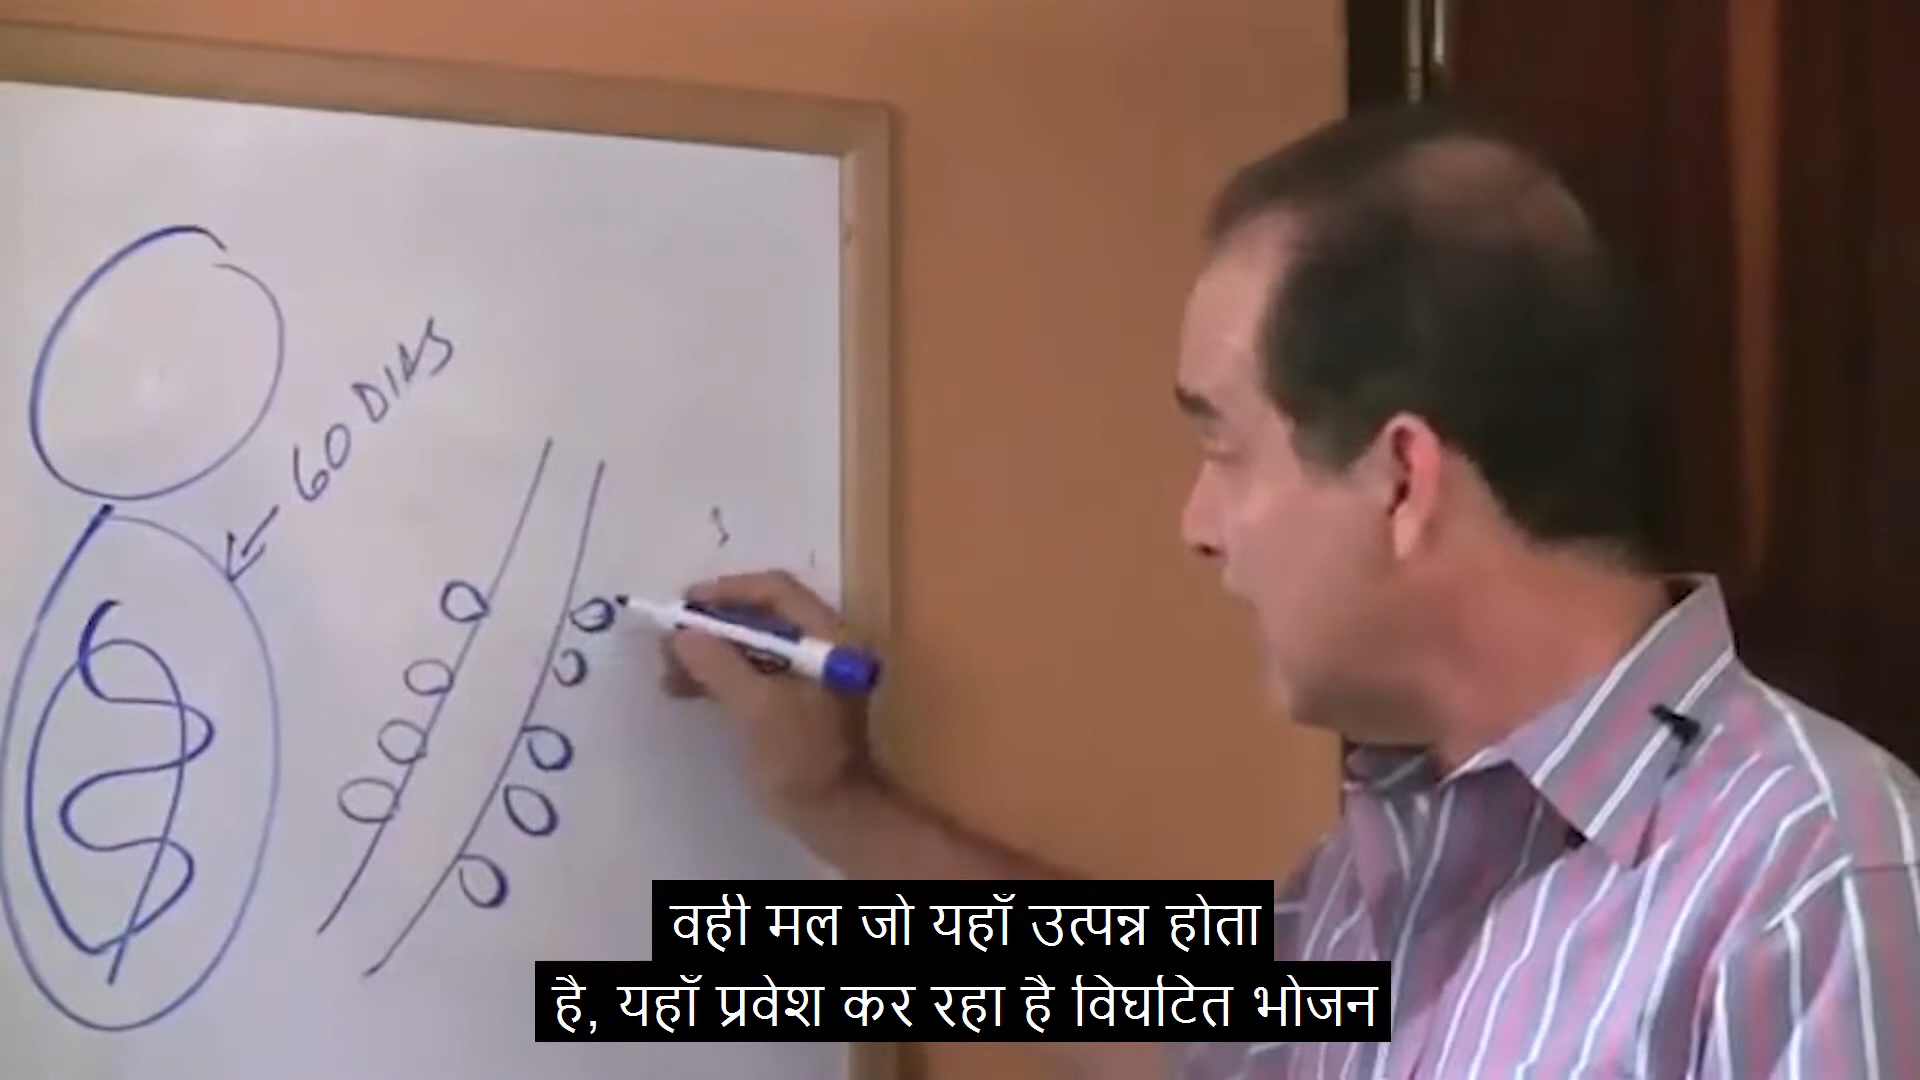 60 DIAS
वही मल जो यहाँ उत्पन्न होता
है, यहाँ प्रवेश कर रहा है विघटित भोजन